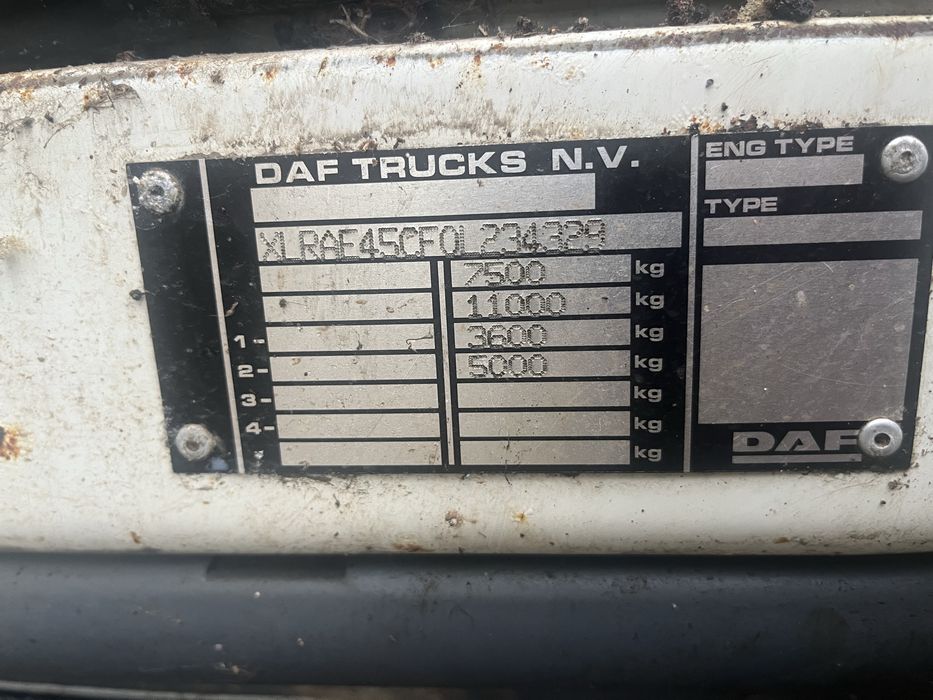 DAF TRUCKS N.V.
XLRAE45CF0L234329
7500 kg
11000 kg
1- 3600 kg
2- 5000 kg
3- kg
4- kg
kg
ENG TYPE
TYPE
DAF